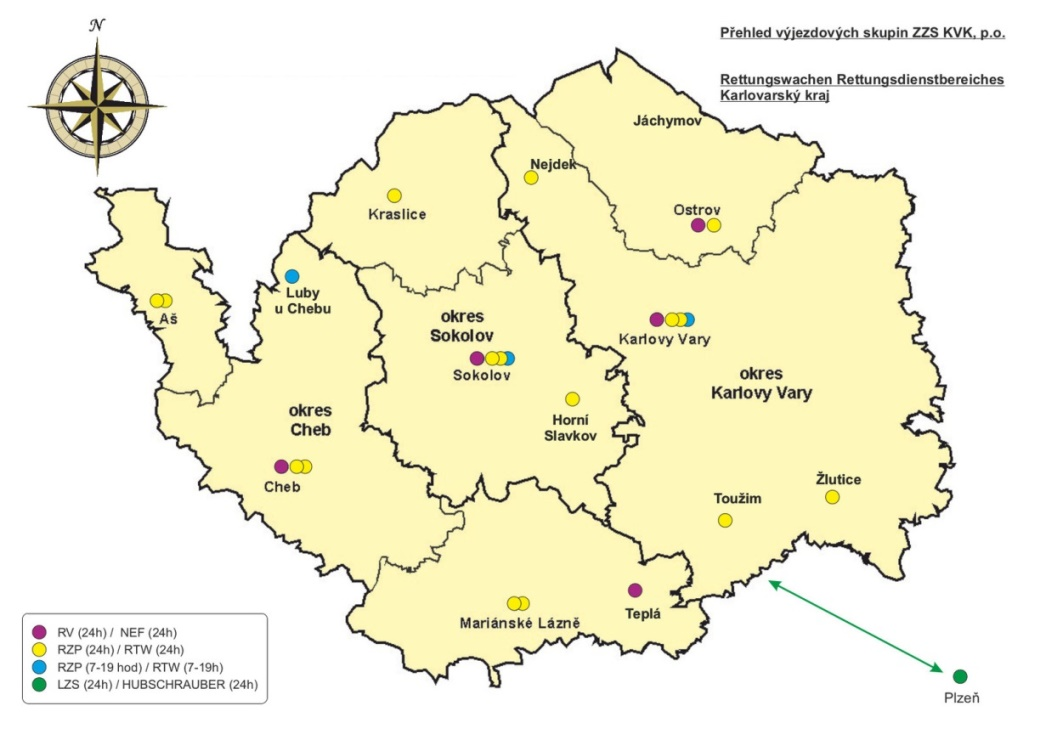 N
Přehled výjezdových skupin ZZS KVK, p.o.
Rettungswachen Rettungsdienstbereiches
Karlovarský kraj
Jáchymov
Nejdek
Kraslice
Ostrov
Luby
u Chebu
Aš
okres
Sokolov
Karlovy Vary
Sokolov
okres
Karlovy Vary
okres
Cheb
Horní
Slavkov
Cheb
Žlutice
Toužim
Teplá
Mariánské Lázně
RV (24h) / NEF (24h)
RZP (24h) / RTW (24h)
RZP (7-19 hod) / RTW (7-19h)
LZS (24h) / HUBSCHRAUBER (24h)
Plzeň